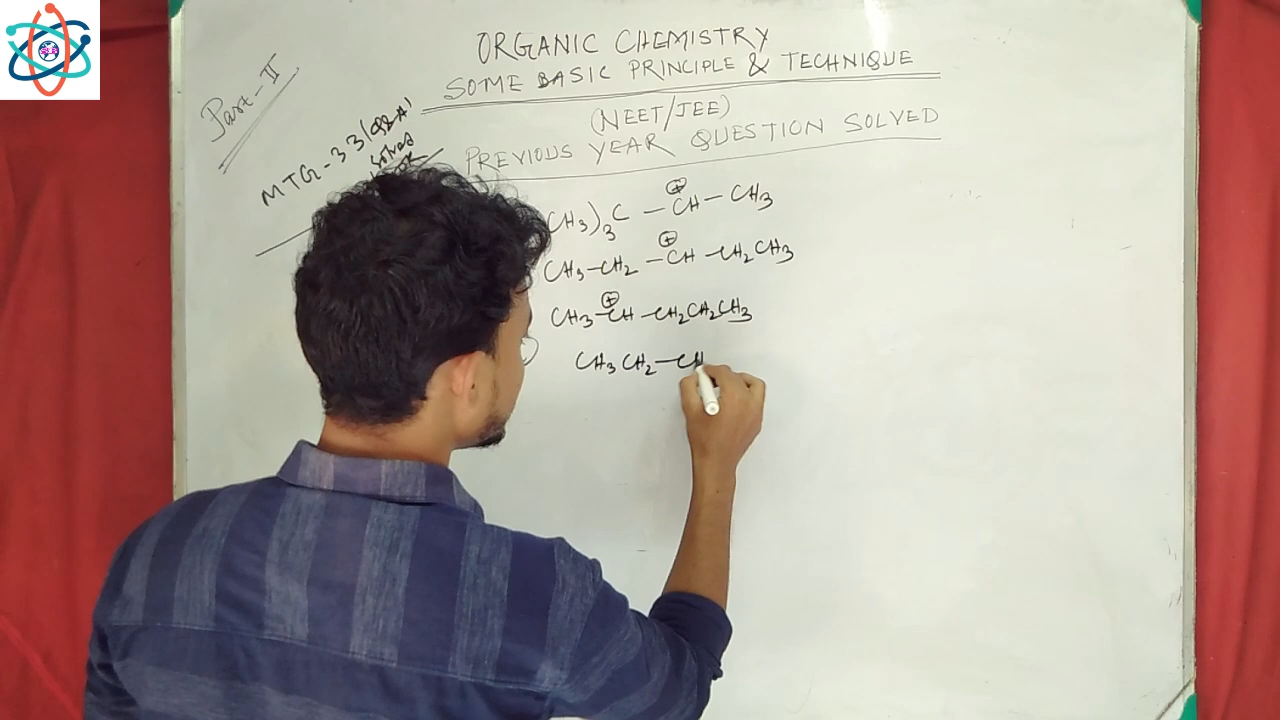 ORGANIC CHEMISTRY
SOME BASIC PRINCIPLE & TECHNIQUE
(NEET/JEE)
PREVIOUS YEAR QUESTION SOLVED
Part-II
MTG-33/
CH3)3C — CH — CH3
CH3—CH2 — CH — CH2CH3
CH3—CH — CH2CH2CH3
CH3CH2—CH